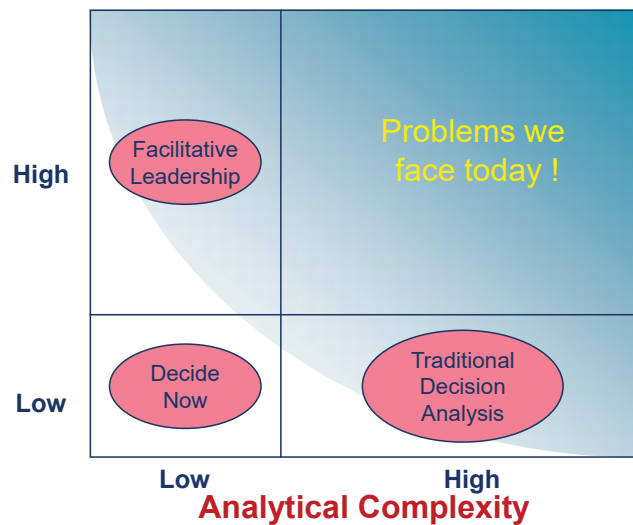 Facilitative
Leadership
Problems we
face today !
High
Decide
Now
Traditional
Decision
Analysis
Low
Low
High
Analytical Complexity